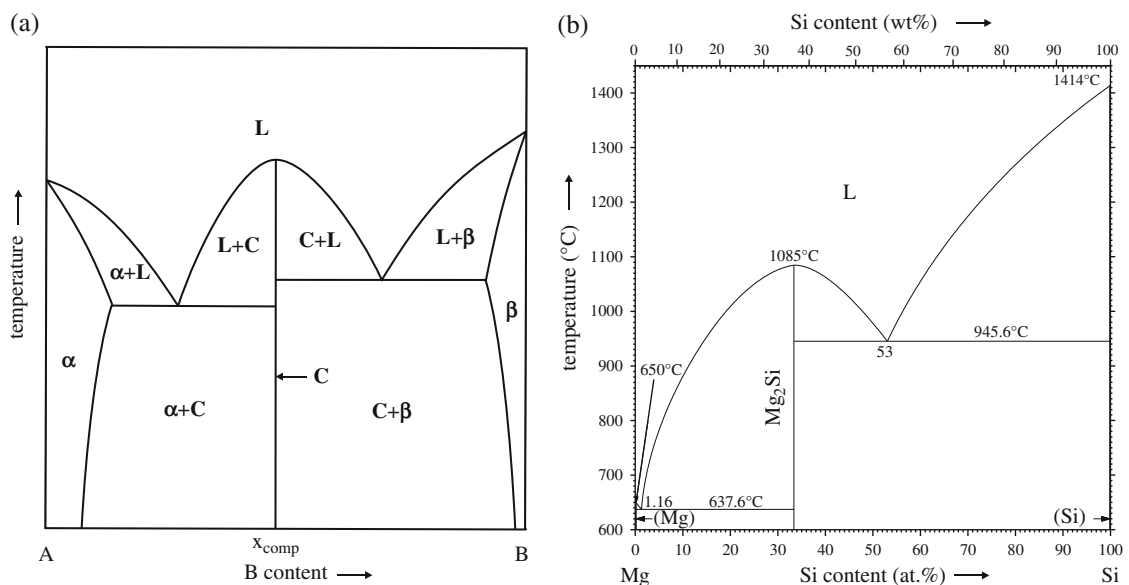 (a)
L
L+C
C+L
L+β
α+L
β
α
C
α+C
C+β
temperature
A
x_comp
B
B content
(b)
Si content (wt%)
0 5 10 20 30 40 50 60 70 80 90 100
1414°C
1400
1300
1200
1100
1000
900
800
700
600
temperature (°C)
L
1085°C
945.6°C
53
650°C
Mg₂Si
1.16
637.6°C
(Mg)
(Si)
0 10 20 30 40 50 60 70 80 90 100
Mg
Si content (at.%)
Si